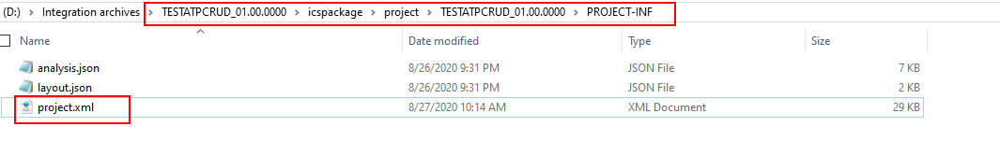 (D:) > Integration archives > TESTATPCRUD_01.00.0000 > icspackage > project > TESTATPCRUD_01.00.0000 > PROJECT-INF
Name Date modified Type Size
analysis.json 8/26/2020 9:31 PM JSON File 7 KB
layout.json 8/26/2020 9:31 PM JSON File 2 KB
project.xml 8/27/2020 10:14 AM XML Document 29 KB